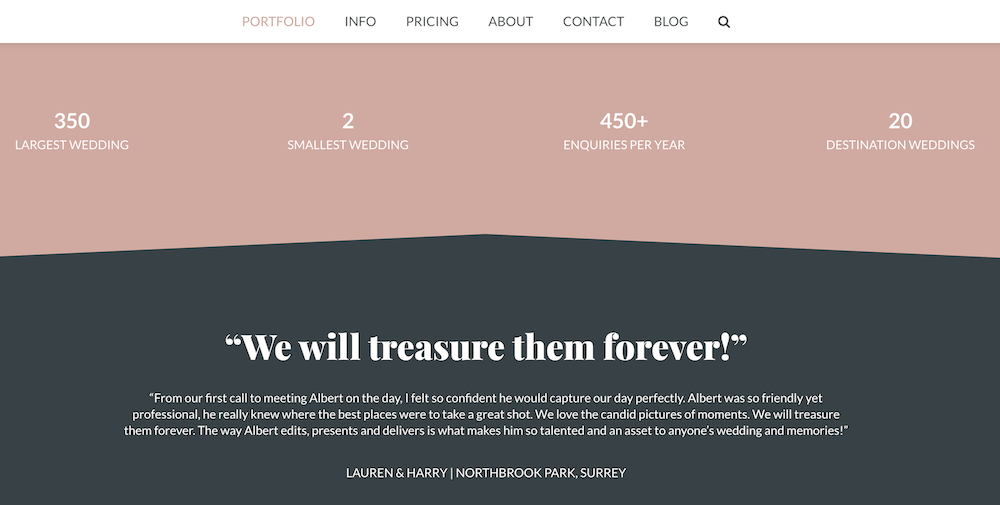 PORTFOLIO INFO PRICING ABOUT CONTACT BLOG
350 2 450+ 20
LARGEST WEDDING SMALLEST WEDDING ENQUIRIES PER YEAR DESTINATION WEDDINGS
“We will treasure them forever!”
“From our first call to meeting Albert on the day, I felt so confident he would capture our day perfectly. Albert was so friendly yet
professional, he really knew where the best places were to take a great shot. We love the candid pictures of moments. We will treasure
them forever. The way Albert edits, presents and delivers is what makes him so talented and an asset to anyone’s wedding and memories!”
LAUREN & HARRY | NORTHBROOK PARK, SURREY